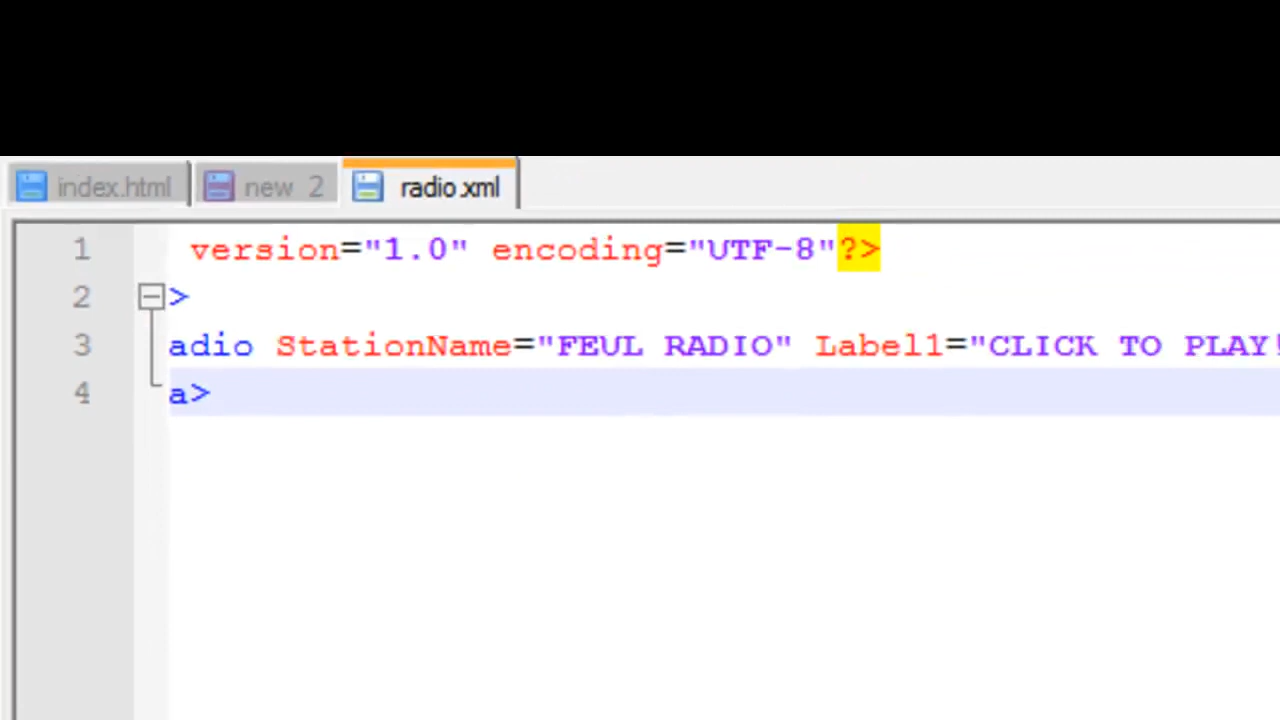 index.html new 2 radio.xml
1 version="1.0" encoding="UTF-8"?>
2 >
3 adio StationName="FEUL RADIO" Label1="CLICK TO PLAY!
4 a>